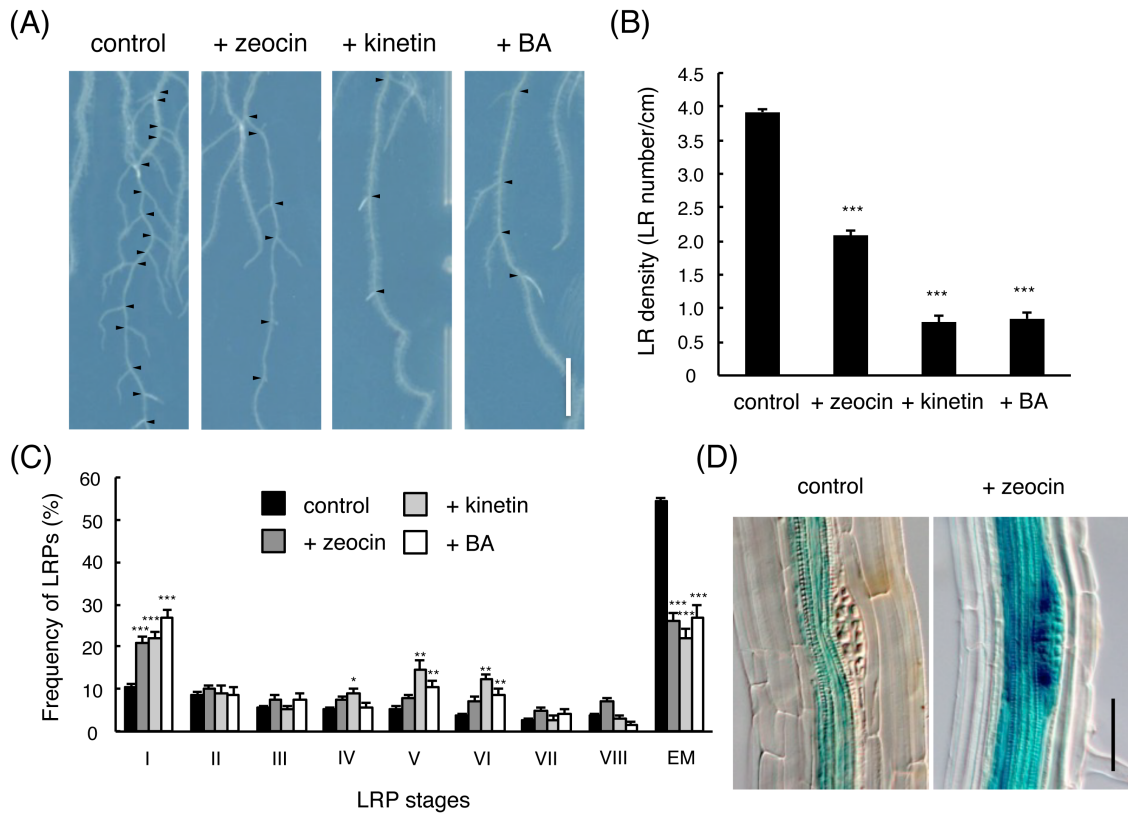 (A)
control
+ zeocin
+ kinetin
+ BA
(B)
LR density (LR number/cm)
4.5
4.0
3.5
3.0
2.5
2.0
1.5
1.0
0.5
0
***
***
***
control + zeocin + kinetin + BA
(C)
Frequency of LRPs (%)
60
50
40
30
20
10
0
control
+ zeocin
+ kinetin
+ BA
***
***
***
*
**
**
**
**
***
***
***
I II III IV V VI VII VIII EM
LRP stages
(D)
control
+ zeocin